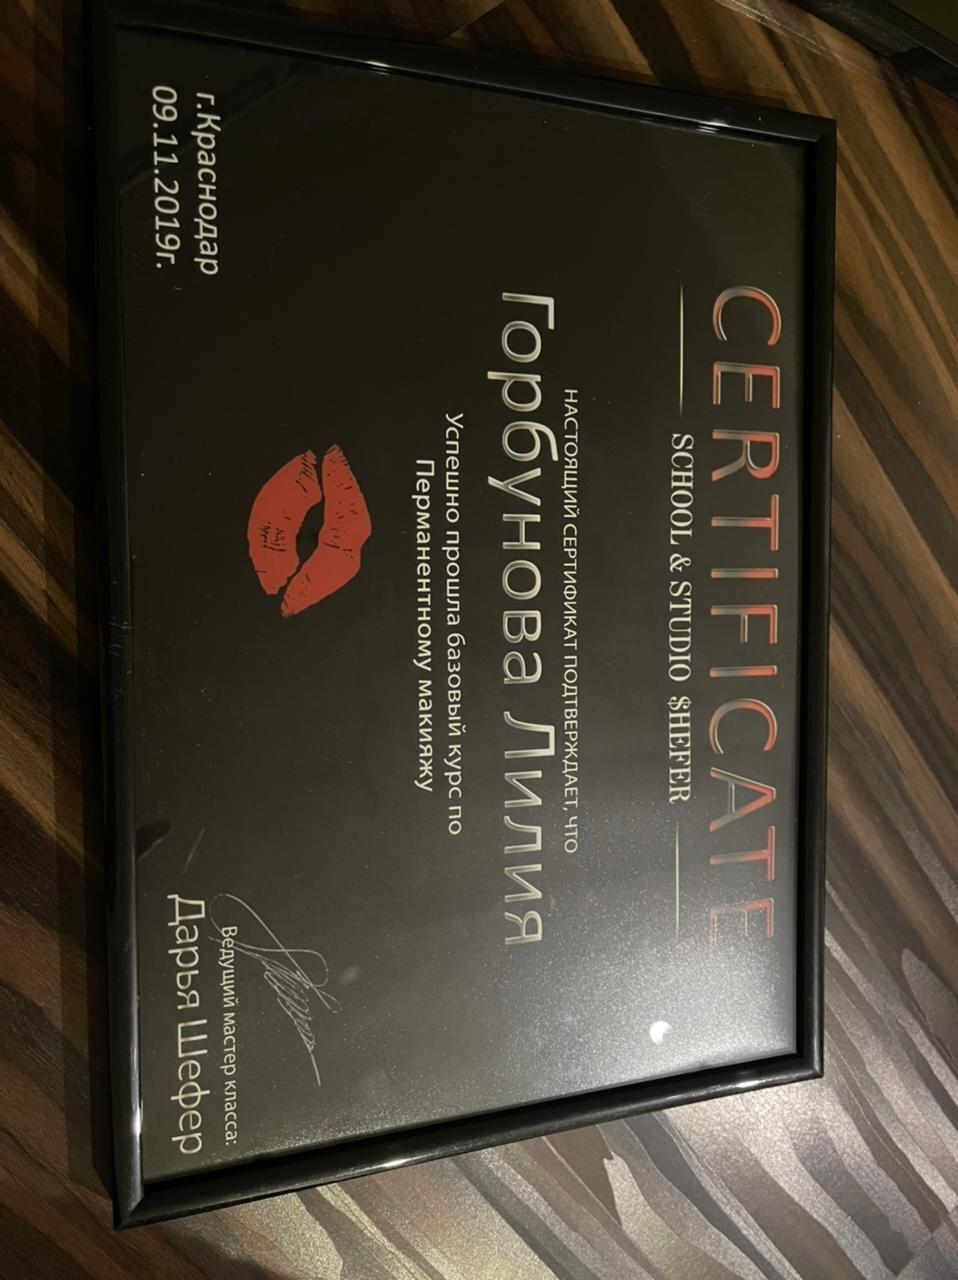 CERTIFICATE
SCHOOL & STUDIO $HEFER
НАСТОЯЩИЙ СЕРТИФИКАТ ПОДТВЕРЖДАЕТ, ЧТО
Горбунова Лилия
Успешно прошла базовый курс по
Перманентному макияжу
г.Краснодар
09.11.2019г.
Ведущий мастер класса:
Дарья Шефер